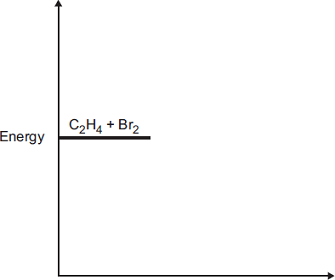 C₂H₄ + Br₂
Energy